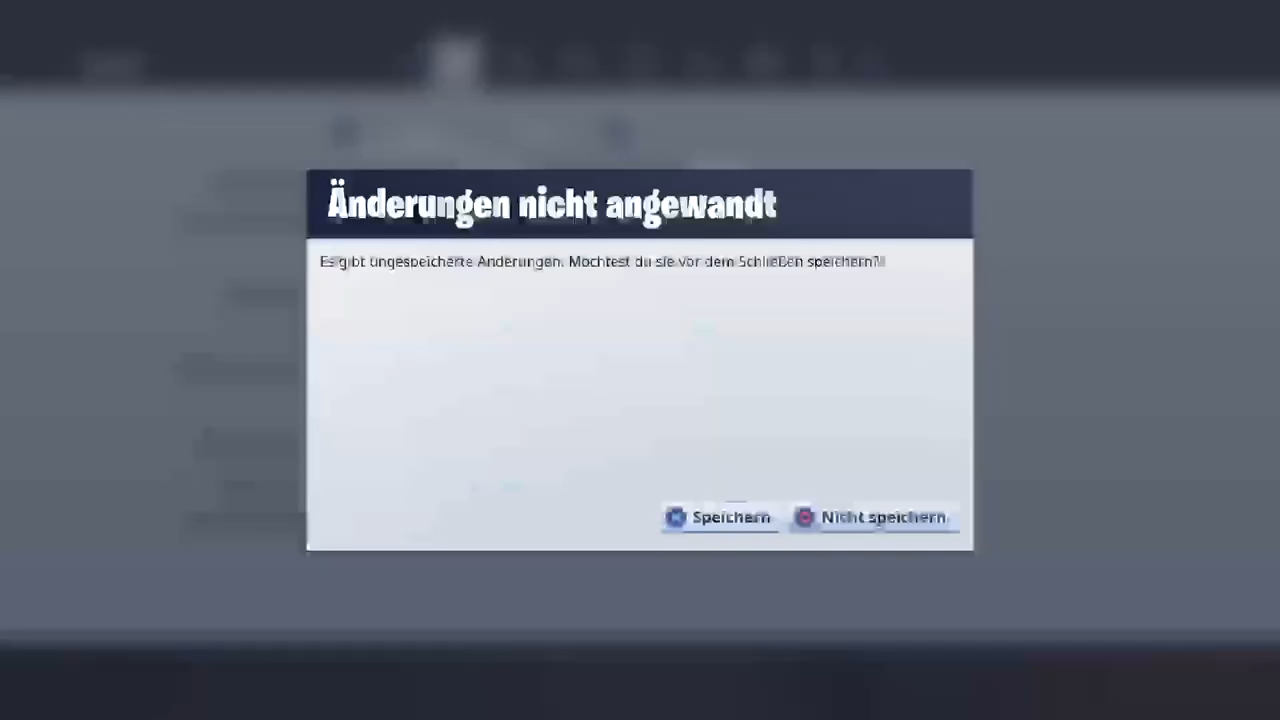 Änderungen nicht angewandt
Es gibt ungespeicherte Änderungen. Möchtest du sie vor dem Schließen speichern?
Speichern
Nicht speichern